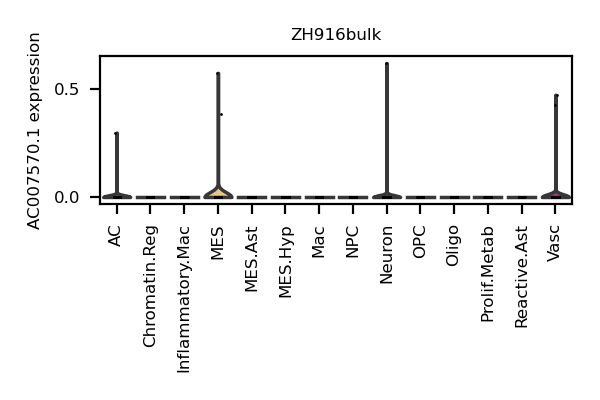 ZH916bulk
AC007570.1 expression
0.5
0.0
AC
Chromatin.Reg
Inflammatory.Mac
MES
MES.Ast
MES.Hyp
Mac
NPC
Neuron
OPC
Oligo
Prolif.Metab
Reactive.Ast
Vasc